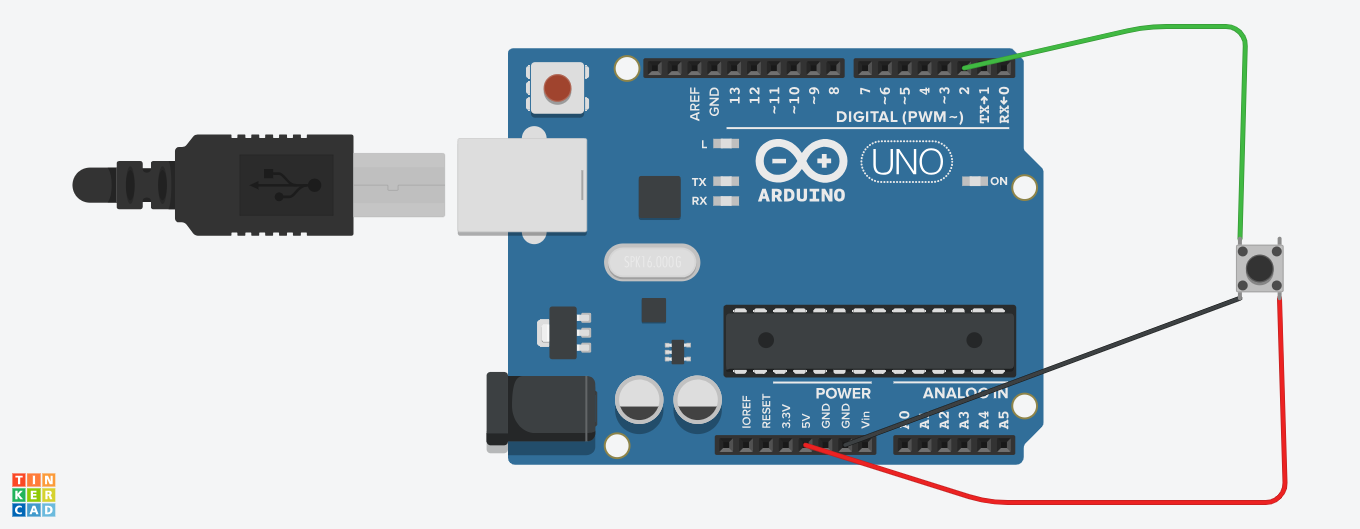 AREF
GND
13
12
~11
~10
~9
8
7
~6
~5
4
~3
2
TX→1
RX←0
DIGITAL (PWM~)
L
TX
RX
ARDUINO
UNO
ON
SPK16.000G
POWER
ANALOG IN
IOREF
RESET
3.3V
5V
GND
GND
Vin
A0
A1
A2
A3
A4
A5
TIN
KER
CAD